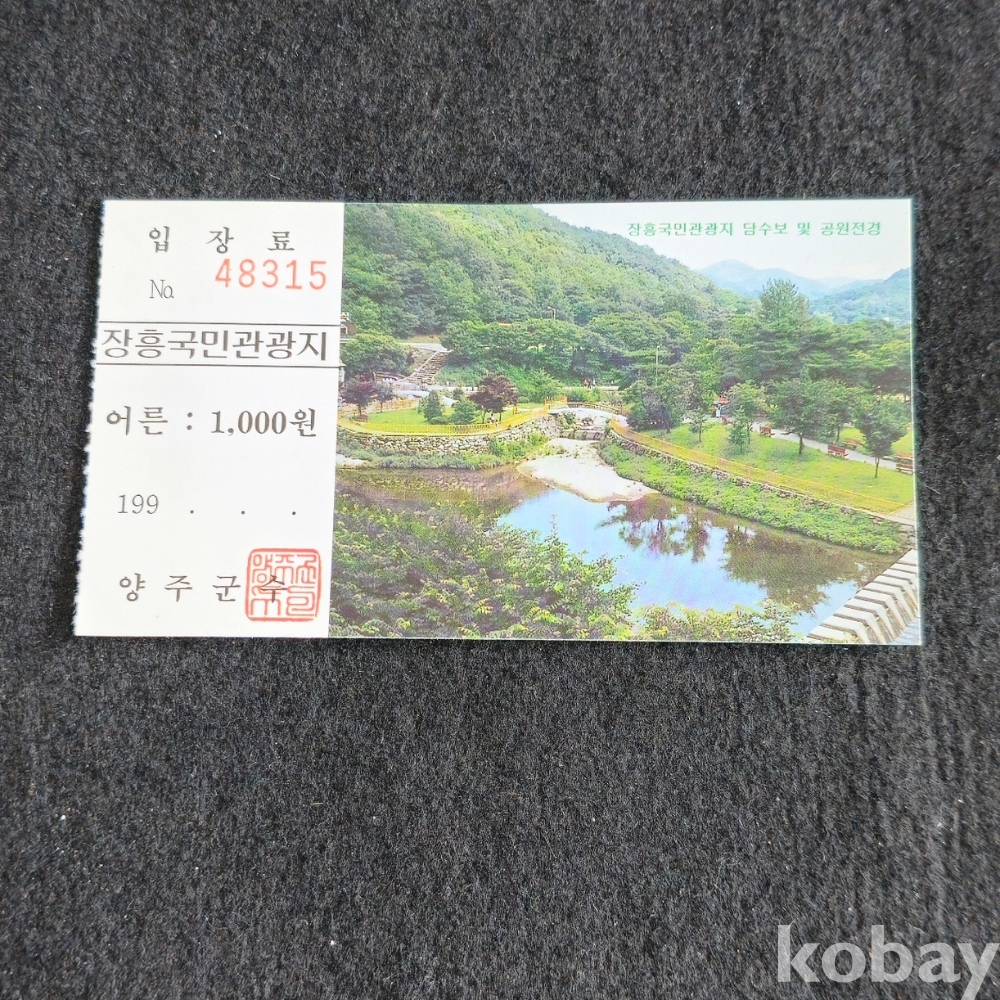 입 장 료
No. 48315
장흥국민관광지
어른 : 1,000원
199 . . .
양 주 군 수
장흥국민관광지 담수보 및 공원전경
kobay